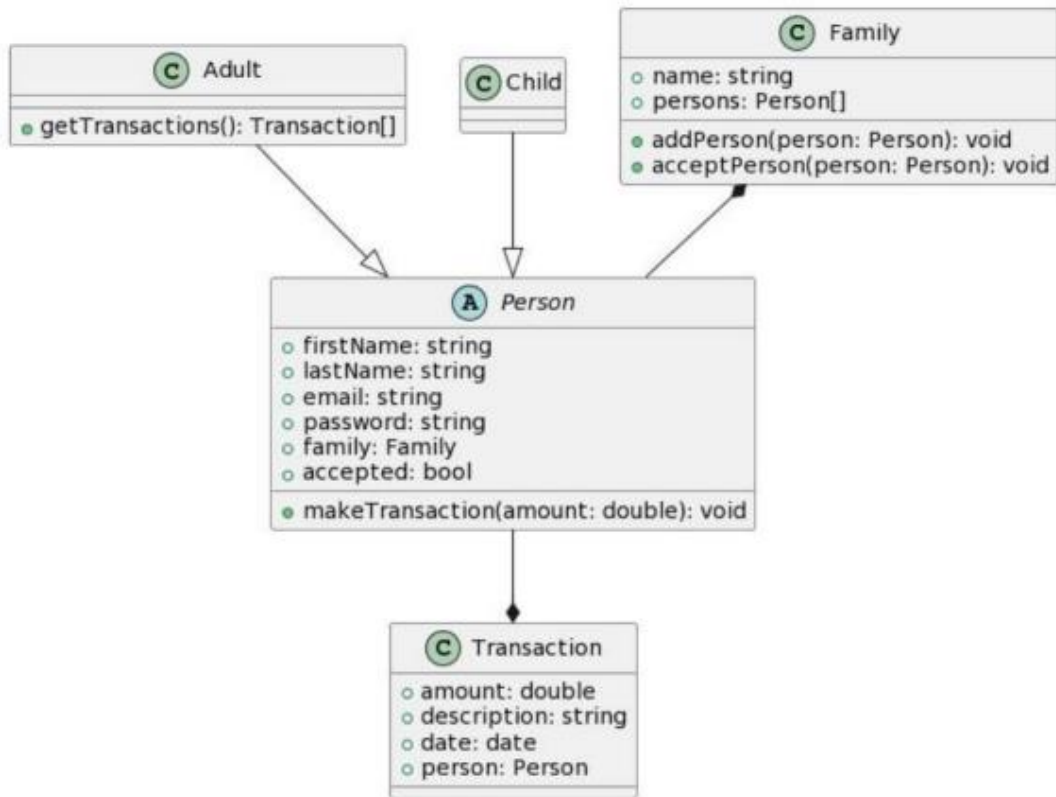 C Adult
getTransactions(): Transaction[]
C Child
C Family
name: string
persons: Person[]
addPerson(person: Person): void
acceptPerson(person: Person): void
A Person
firstName: string
lastName: string
email: string
password: string
family: Family
accepted: bool
makeTransaction(amount: double): void
C Transaction
amount: double
description: string
date: date
person: Person